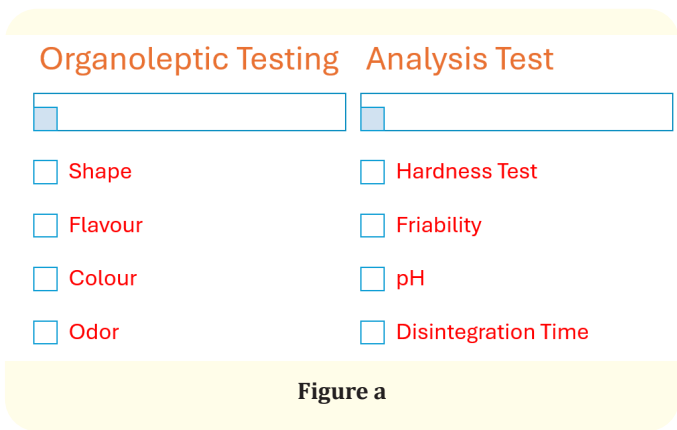 Organoleptic Testing
Shape
Flavour
Colour
Odor
Analysis Test
Hardness Test
Friability
pH
Disintegration Time
Figure a